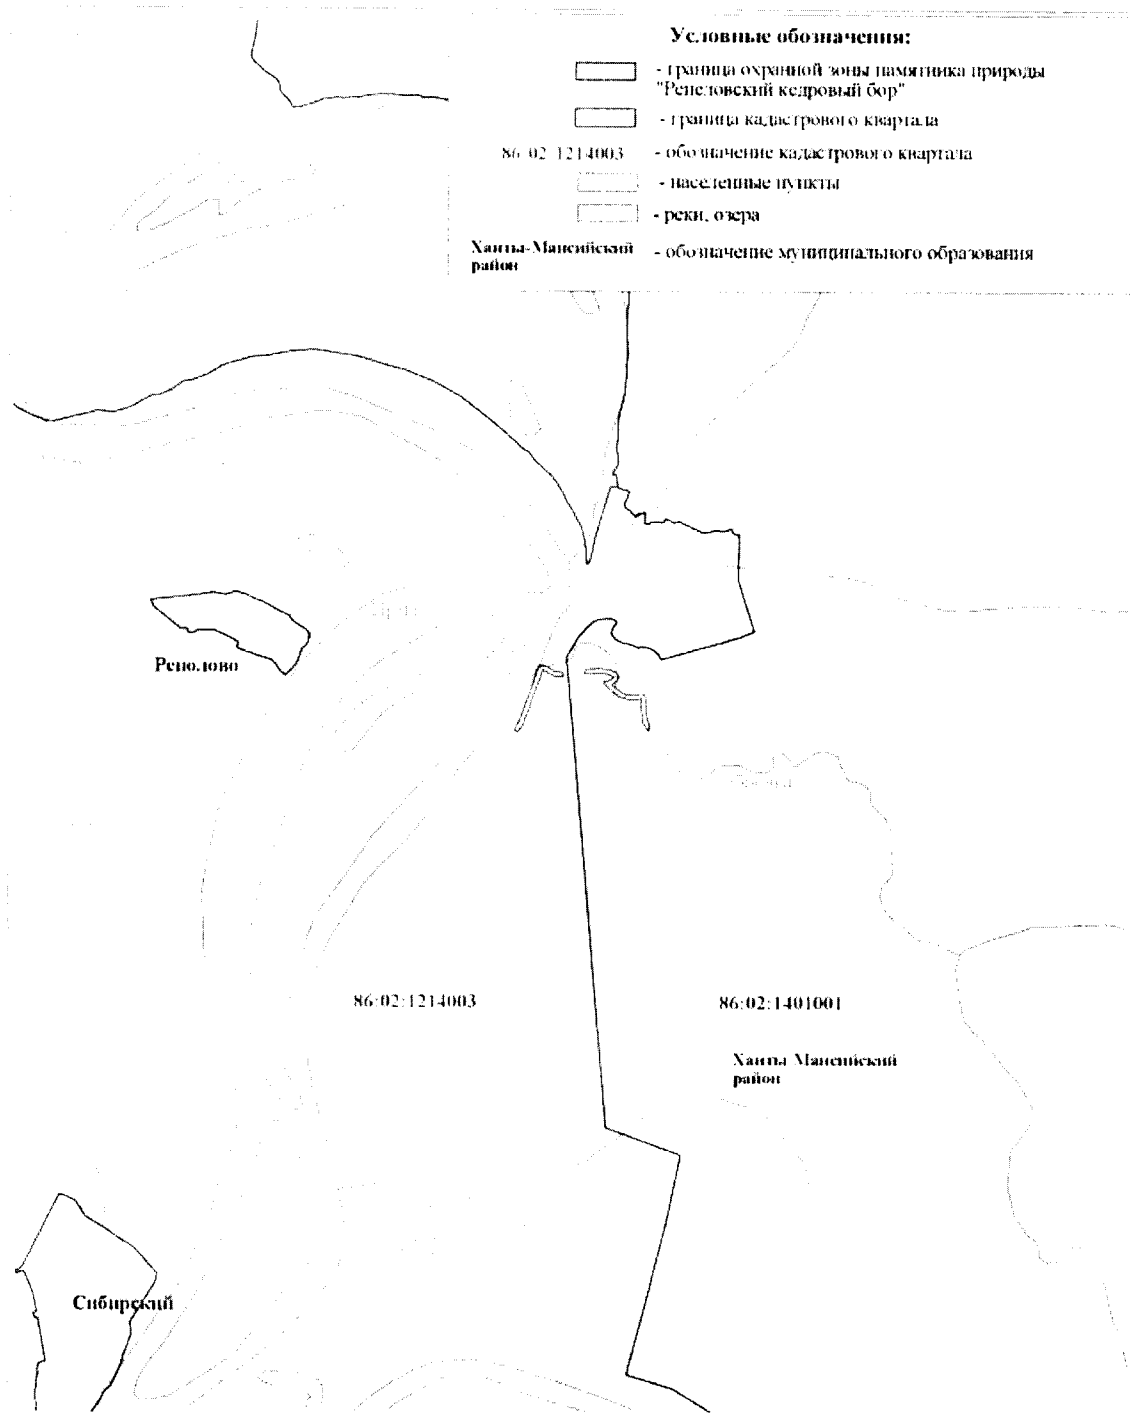 Условные обозначения:
- граница охранной зоны памятника природы
"Реполовский кедровый бор"
- граница кадастрового квартала
86:02:1214003 - обозначение кадастрового квартала
- населенные пункты
- реки, озера
Ханты-Мансийский - обозначение муниципального образования
район
Реполово
86:02:1214003
86:02:1401001
Ханты-Мансийский
район
Сибирский